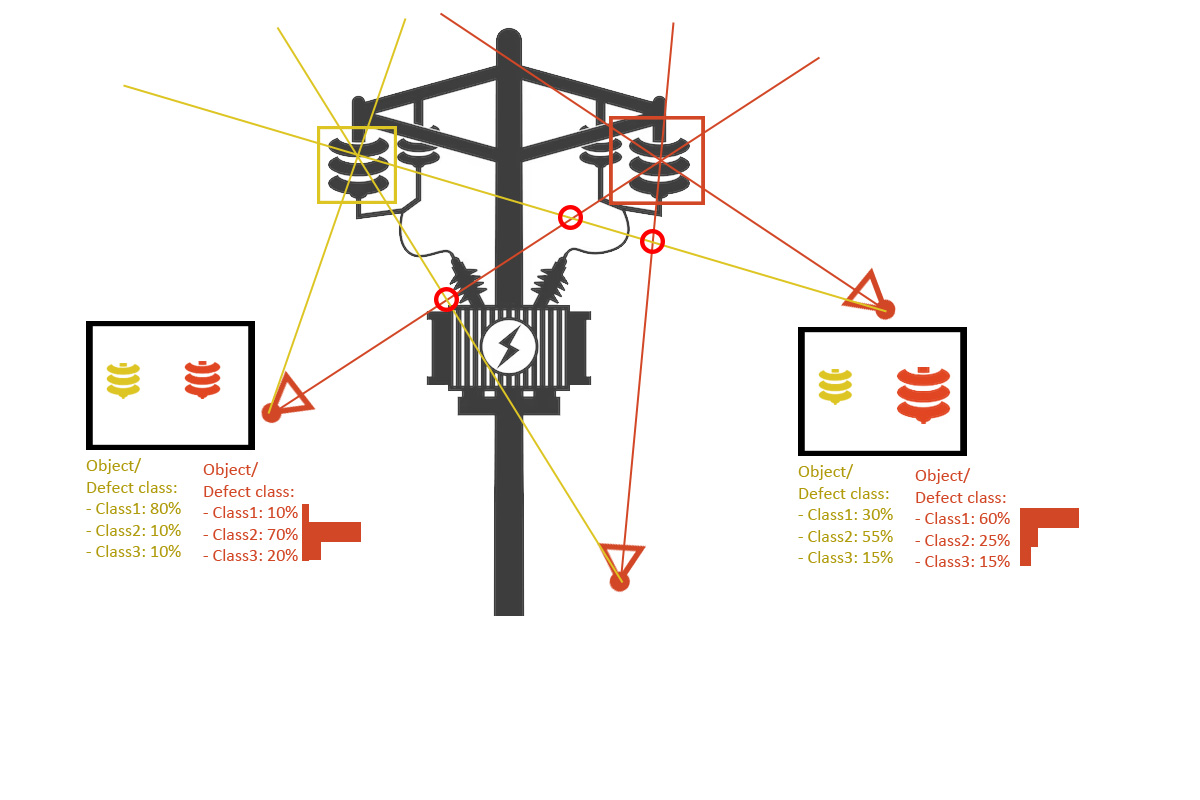 Object/
Defect class:
- Class1: 80%
- Class2: 10%
- Class3: 10%
Object/
Defect class:
- Class1: 10%
- Class2: 70%
- Class3: 20%
Object/
Defect class:
- Class1: 30%
- Class2: 55%
- Class3: 15%
Object/
Defect class:
- Class1: 60%
- Class2: 25%
- Class3: 15%